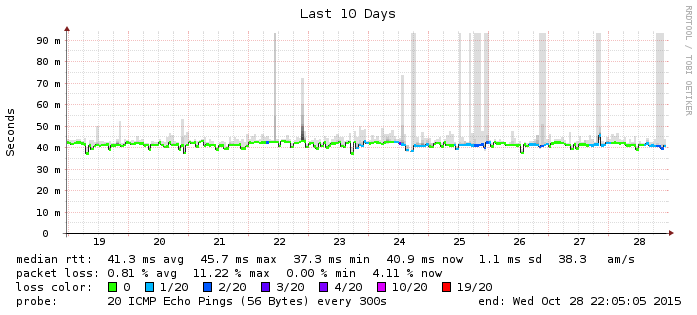 Last 10 Days
RRDTOOL / TOBI OETIKER
Seconds
90 m
80 m
70 m
60 m
50 m
40 m
30 m
20 m
10 m
0
19 20 21 22 23 24 25 26 27 28
median rtt: 41.3 ms avg 45.7 ms max 37.3 ms min 40.9 ms now 1.1 ms sd 38.3 am/s
packet loss: 0.81 % avg 11.22 % max 0.00 % min 4.11 % now
loss color: 0 1/20 2/20 3/20 4/20 10/20 19/20
probe: 20 ICMP Echo Pings (56 Bytes) every 300s end: Wed Oct 28 22:05:05 2015